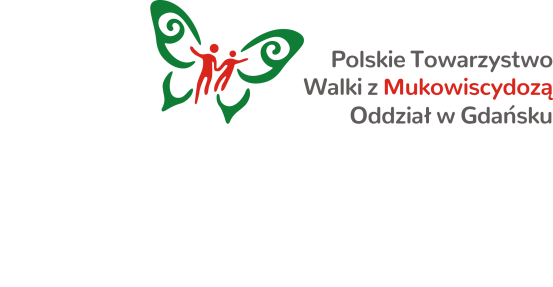 Polskie Towarzystwo
Walki z Mukowiscydozą
Oddział w Gdańsku